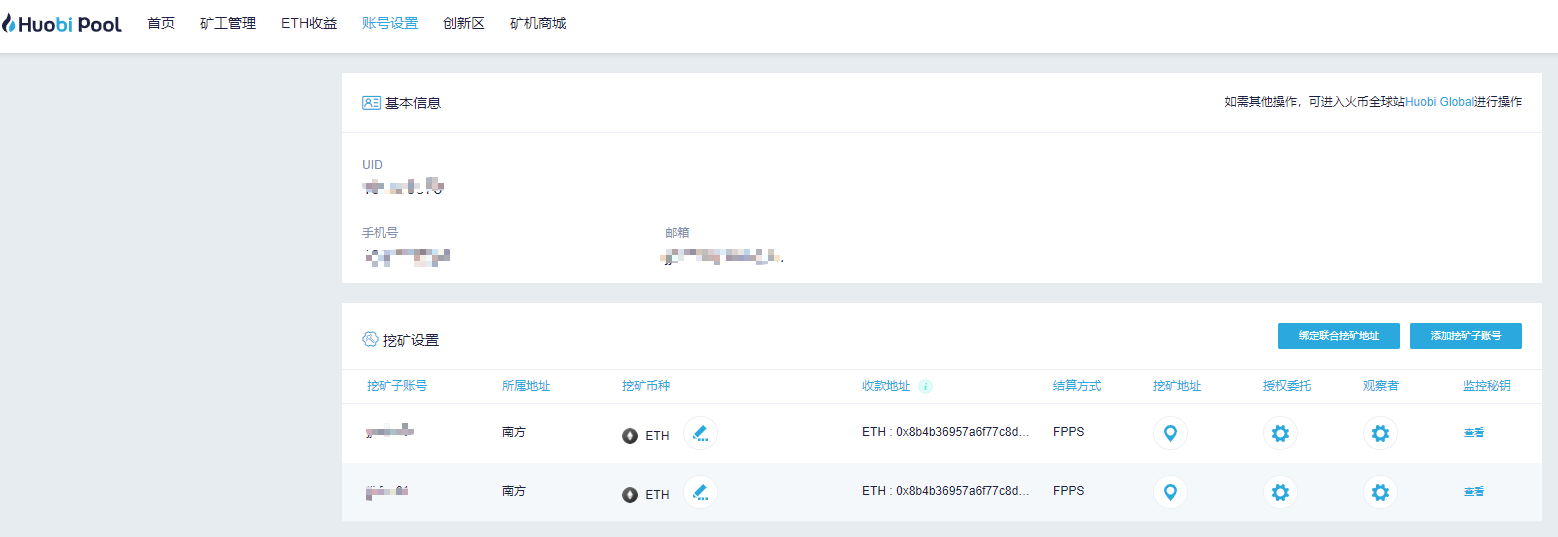 Huobi Pool 首页 矿工管理 ETH收益 账号设置 创新区 矿机商城
基本信息 如需其他操作，可进入火币全球站Huobi Global进行操作
UID
手机号 邮箱
挖矿设置 绑定联合挖矿地址 添加挖矿子账号
挖矿子账号 所属地址 挖矿币种 收款地址 i 结算方式 挖矿地址 授权委托 观察者 监控秘钥
南方 ETH ETH : 0x8b4b36957a6f77c8d... FPPS 查看
南方 ETH ETH : 0x8b4b36957a6f77c8d... FPPS 查看